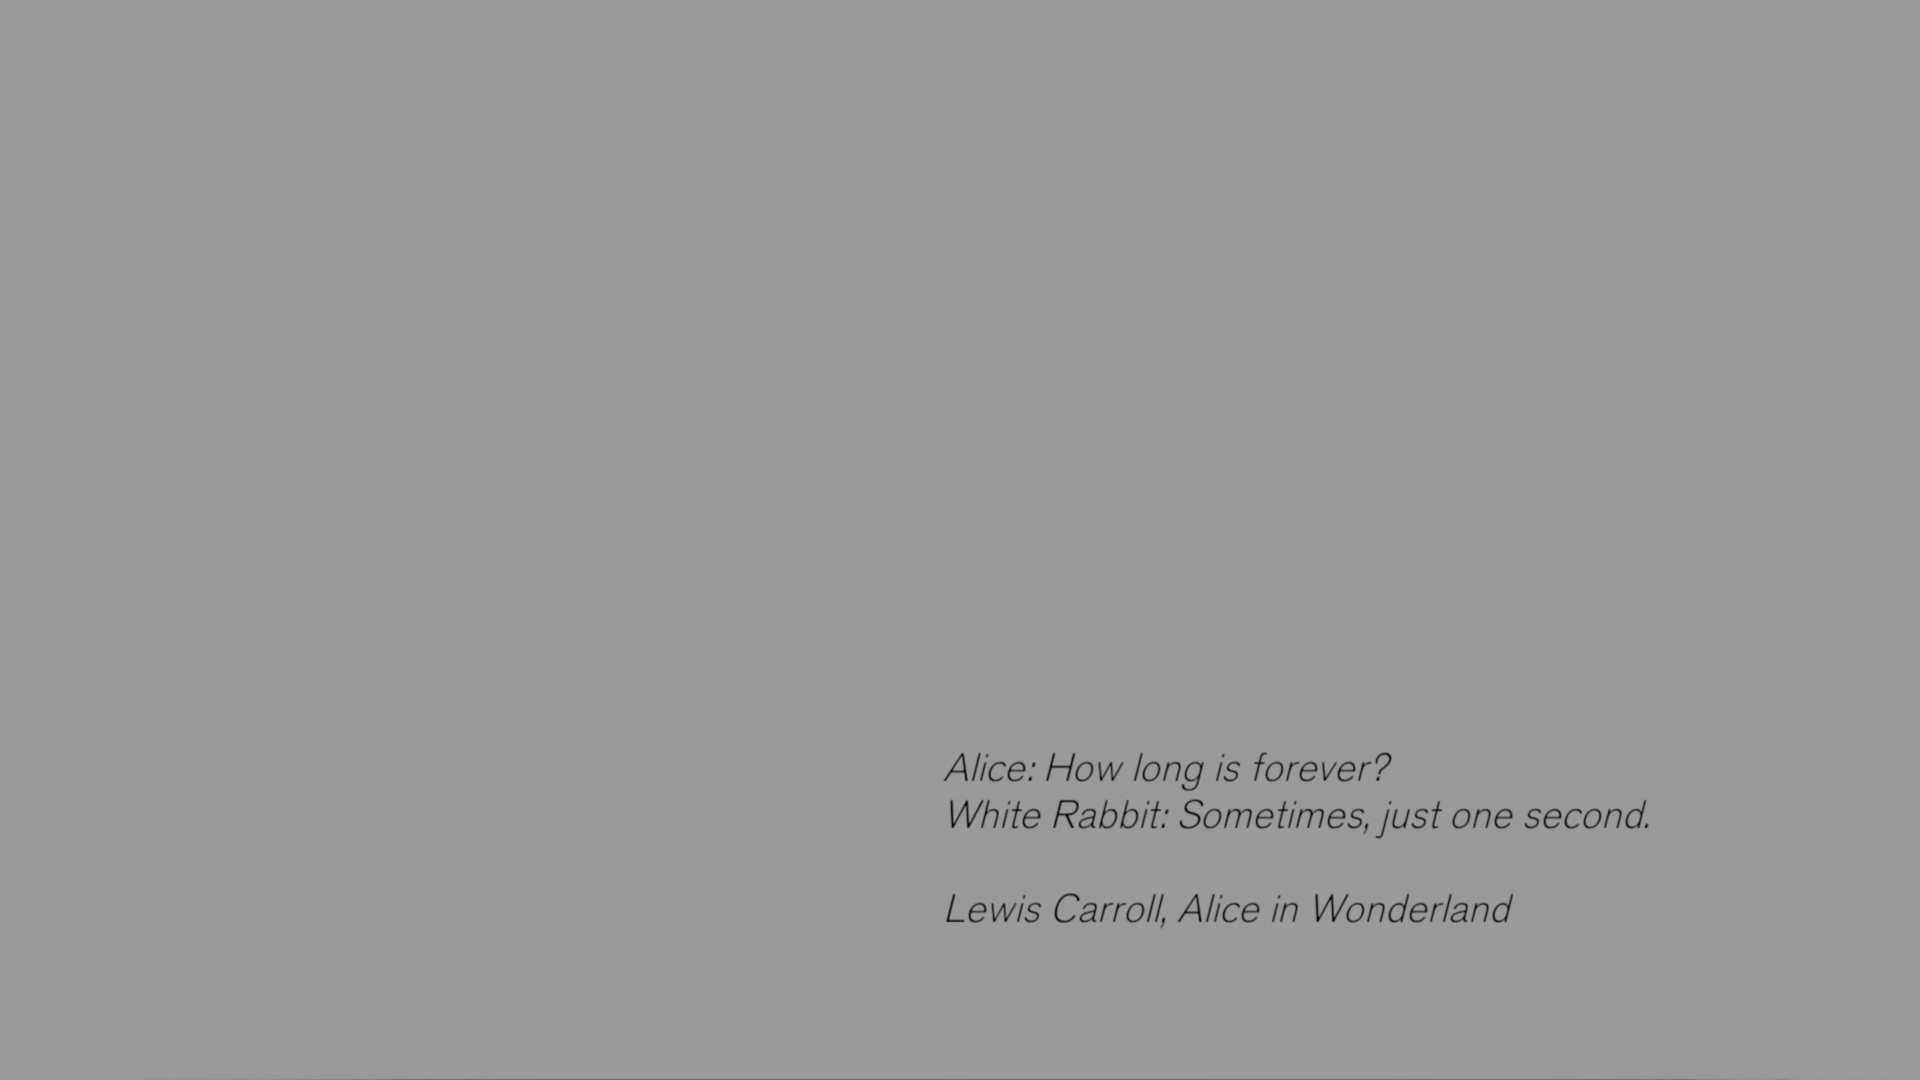 Alice: How long is forever?
White Rabbit: Sometimes, just one second.
Lewis Carroll, Alice in Wonderland